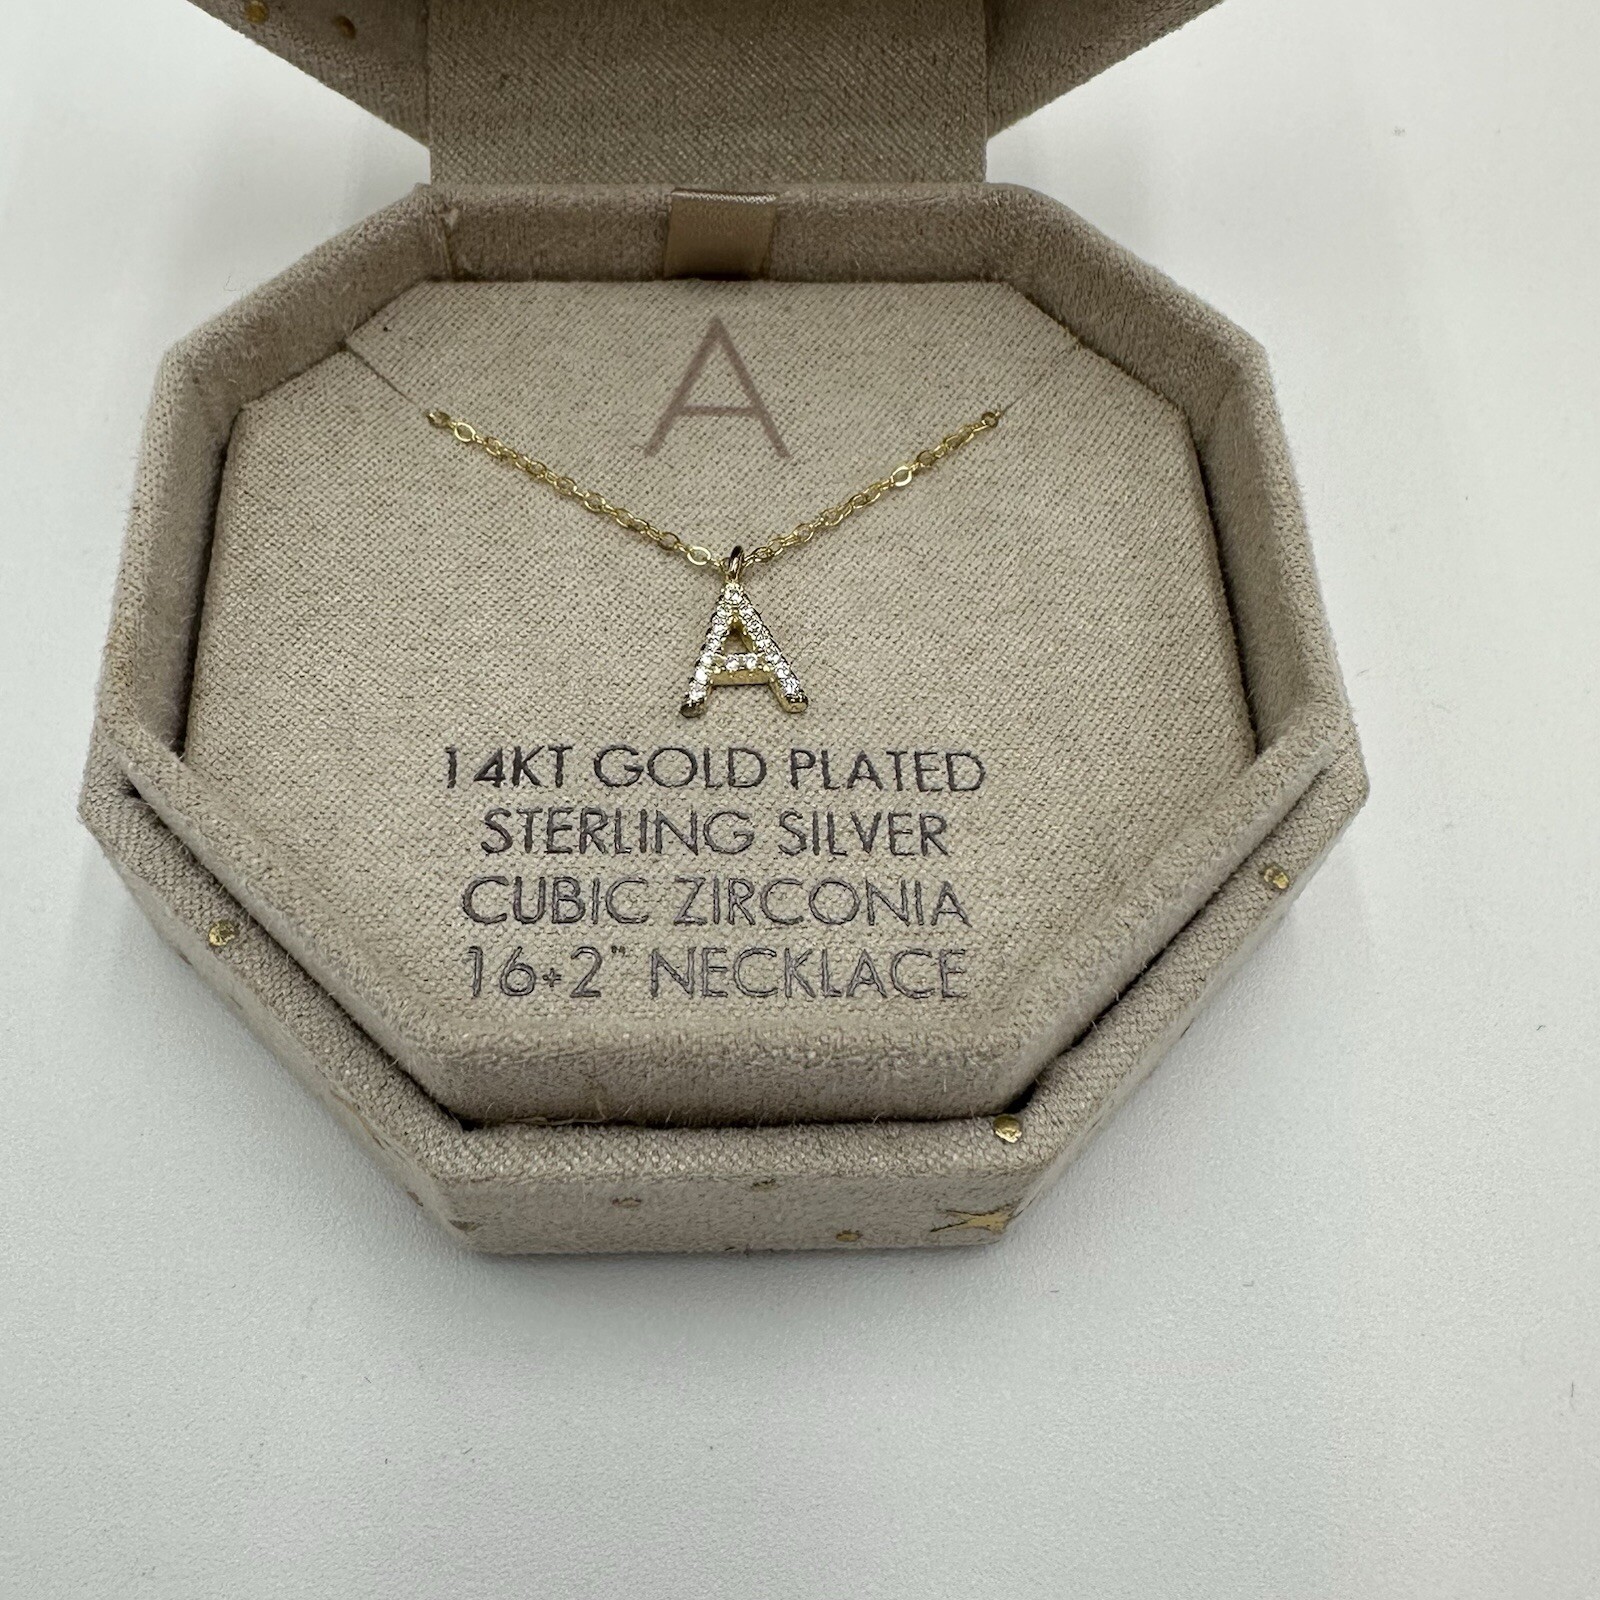 A
A
14KT GOLD PLATED
STERLING SILVER
CUBIC ZIRCONIA
16+2" NECKLACE